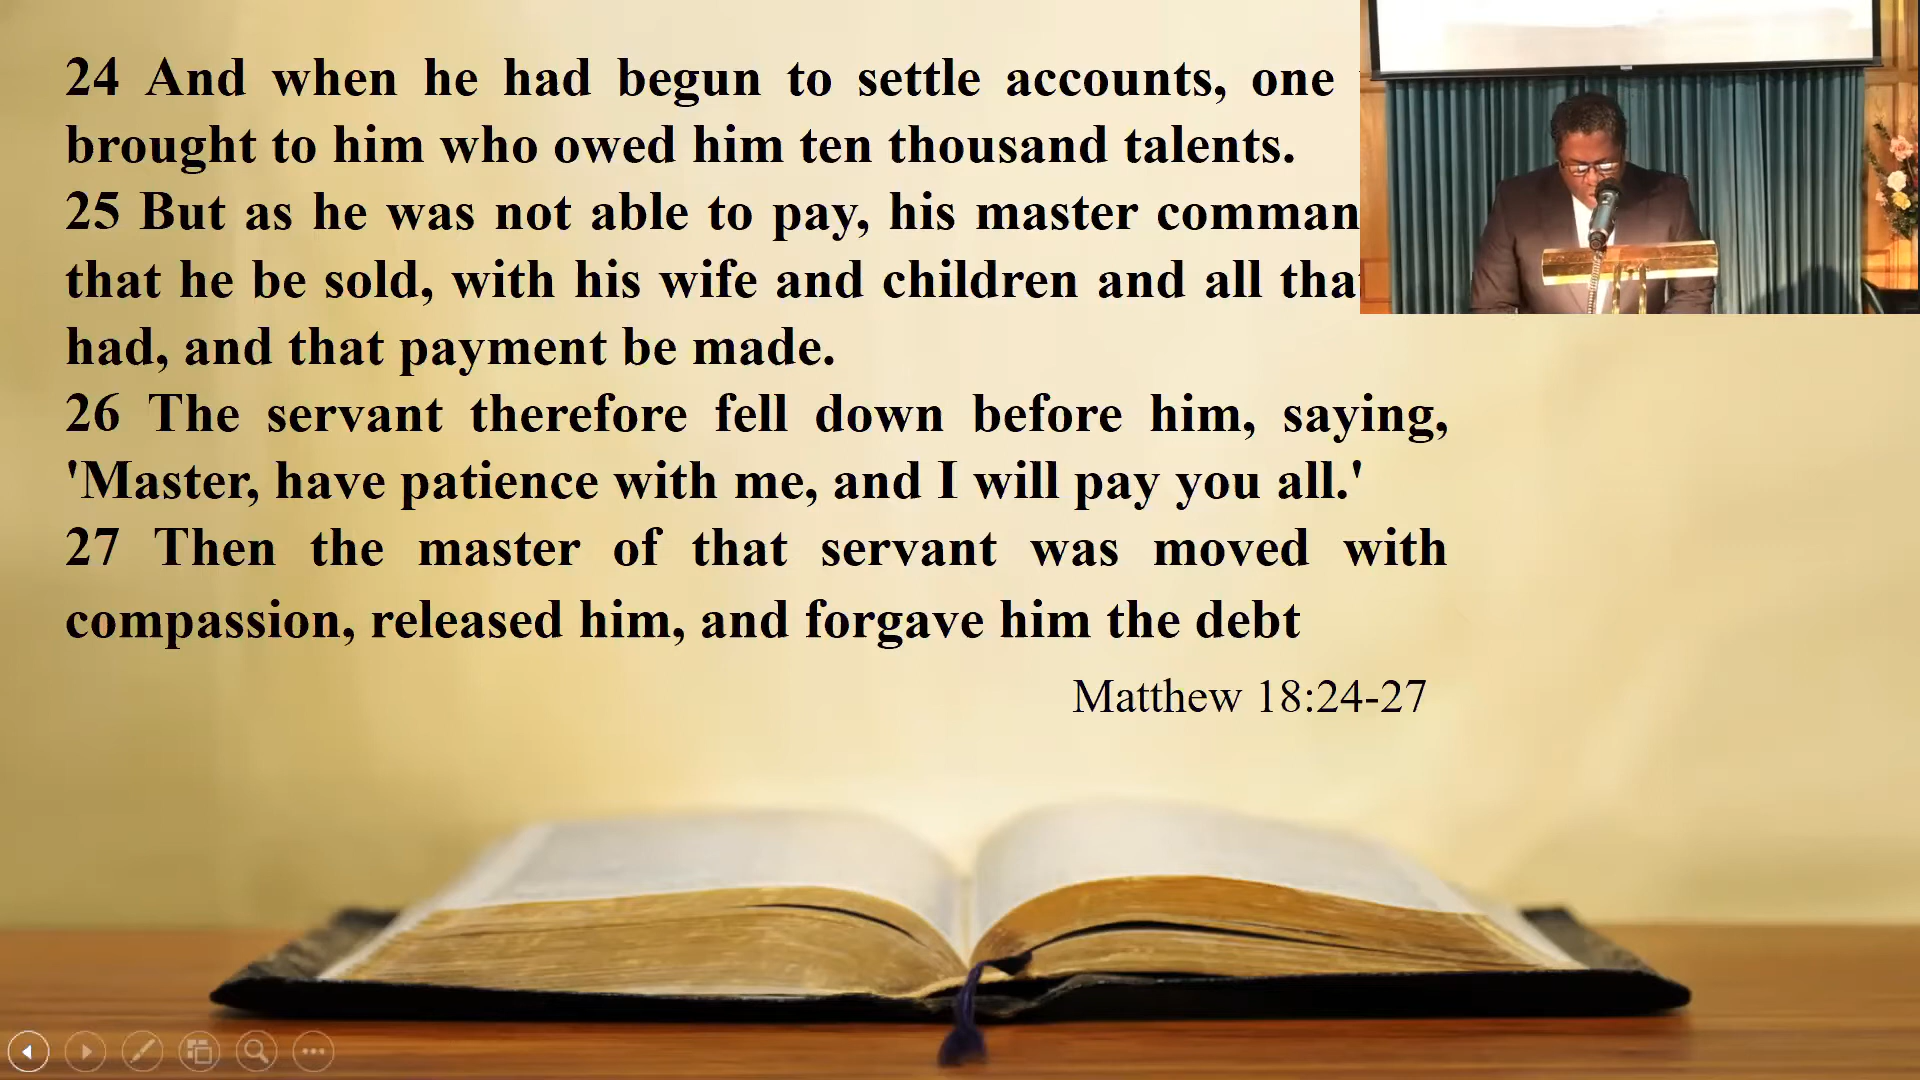 24 And when he had begun to settle accounts, one
brought to him who owed him ten thousand talents.
25 But as he was not able to pay, his master comman
that he be sold, with his wife and children and all tha
had, and that payment be made.
26 The servant therefore fell down before him, saying,
'Master, have patience with me, and I will pay you all.'
27 Then the master of that servant was moved with
compassion, released him, and forgave him the debt
Matthew 18:24-27